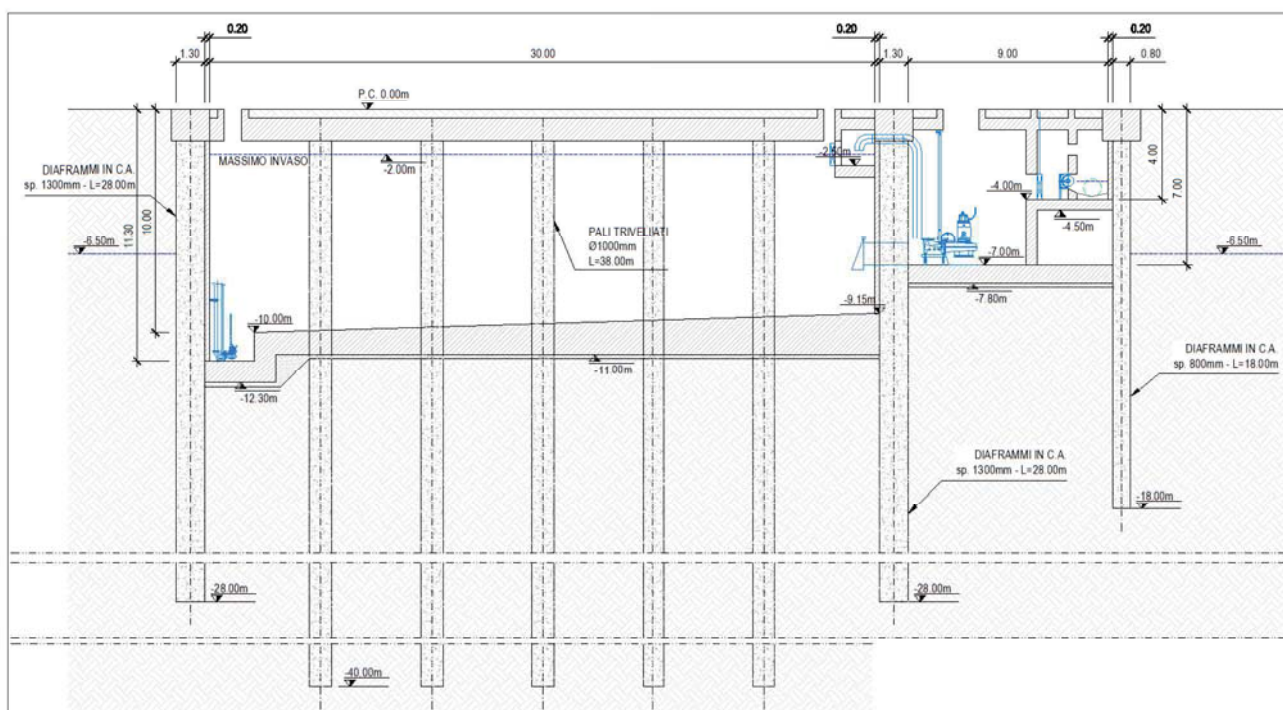 0.20
0.20
0.20
1.30
30.00
1.30
9.00
0.80
P.C. 0.00m
MASSIMO INVASO
-2.00m
-2.50m
DIAFRAMMI IN C.A.
sp. 1300mm - L=28.00m
11.30
10.00
4.00
7.00
-4.00m
-4.50m
PALI TRIVELLATI
Ø1000mm
L=38.00m
-6.50m
-6.50m
-7.00m
-7.80m
-9.15m
-10.00m
-11.00m
-12.30m
DIAFRAMMI IN C.A.
sp. 800mm - L=18.00m
DIAFRAMMI IN C.A.
sp. 1300mm - L=28.00m
-18.00m
-28.00m
-28.00m
-40.00m